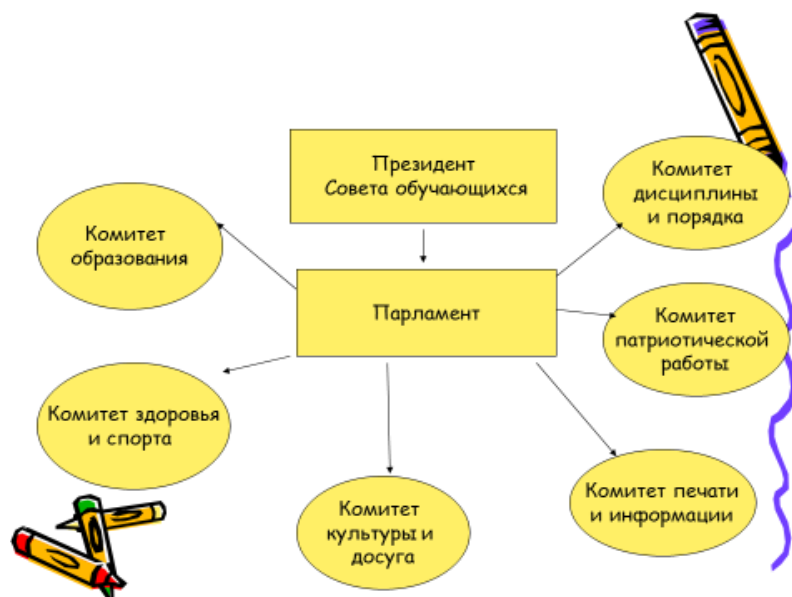 Президент
Совета обучающихся
Комитет
дисциплины
и порядка
Комитет
образования
Парламент
Комитет
патриотической
работы
Комитет здоровья
и спорта
Комитет
культуры и
досуга
Комитет печати
и информации